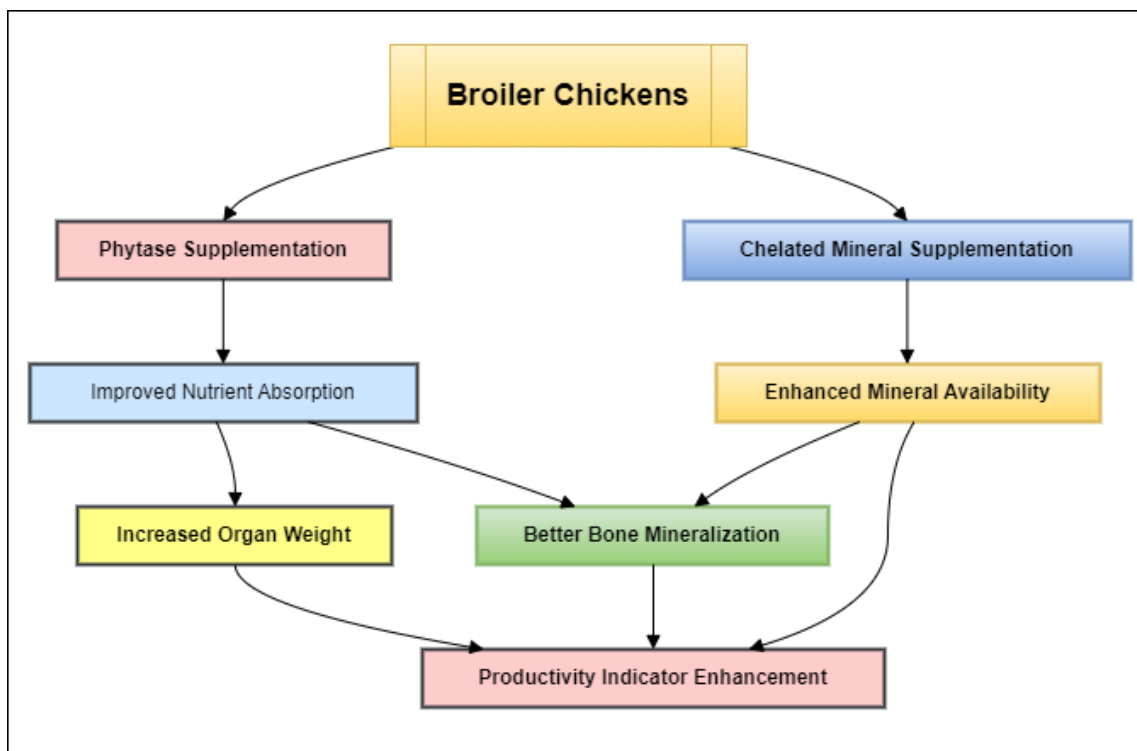 Broiler Chickens
Phytase Supplementation
Chelated Mineral Supplementation
Improved Nutrient Absorption
Enhanced Mineral Availability
Increased Organ Weight
Better Bone Mineralization
Productivity Indicator Enhancement